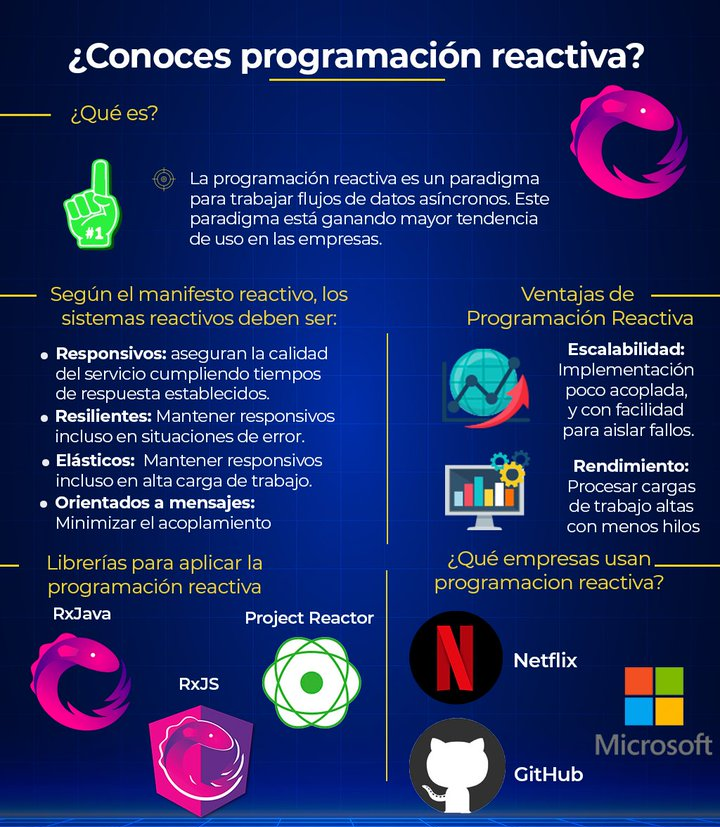 ¿Conoces programación reactiva?
¿Qué es?
#1
La programación reactiva es un paradigma
para trabajar flujos de datos asíncronos. Este
paradigma está ganando mayor tendencia
de uso en las empresas.
Según el manifesto reactivo, los
sistemas reactivos deben ser:
Responsivos: aseguran la calidad
del servicio cumpliendo tiempos
de respuesta establecidos.
Resilientes: Mantener responsivos
incluso en situaciones de error.
Elásticos: Mantener responsivos
incluso en alta carga de trabajo.
Orientados a mensajes:
Minimizar el acoplamiento
Ventajas de
Programación Reactiva
Escalabilidad:
Implementación
poco acoplada,
y con facilidad
para aislar fallos.
Rendimiento:
Procesar cargas
de trabajo altas
con menos hilos
Librerías para aplicar la
programación reactiva
RxJava
Project Reactor
RxJS
¿Qué empresas usan
programacion reactiva?
Netflix
Microsoft
GitHub